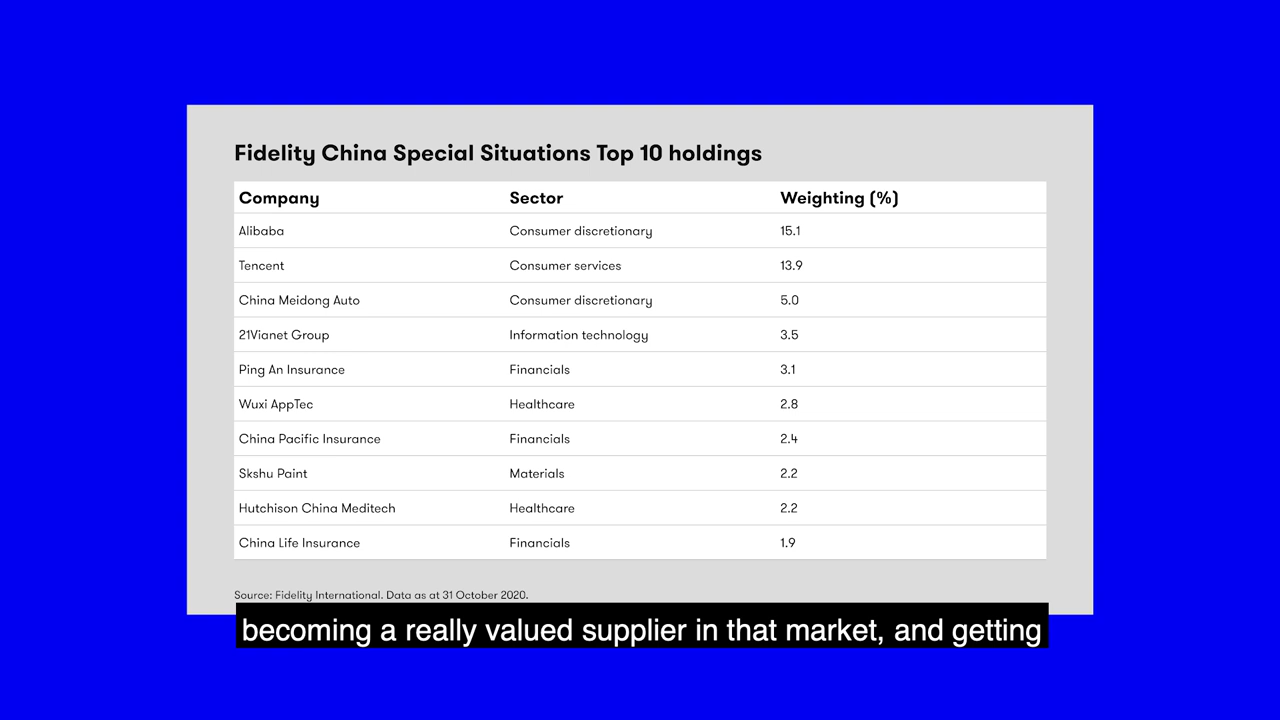 Fidelity China Special Situations Top 10 holdings
Company Sector Weighting (%)
Alibaba Consumer discretionary 15.1
Tencent Consumer services 13.9
China Meidong Auto Consumer discretionary 5.0
21Vianet Group Information technology 3.5
Ping An Insurance Financials 3.1
Wuxi AppTec Healthcare 2.8
China Pacific Insurance Financials 2.4
Skshu Paint Materials 2.2
Hutchison China Meditech Healthcare 2.2
China Life Insurance Financials 1.9
Source: Fidelity International. Data as at 31 October 2020.
becoming a really valued supplier in that market, and getting